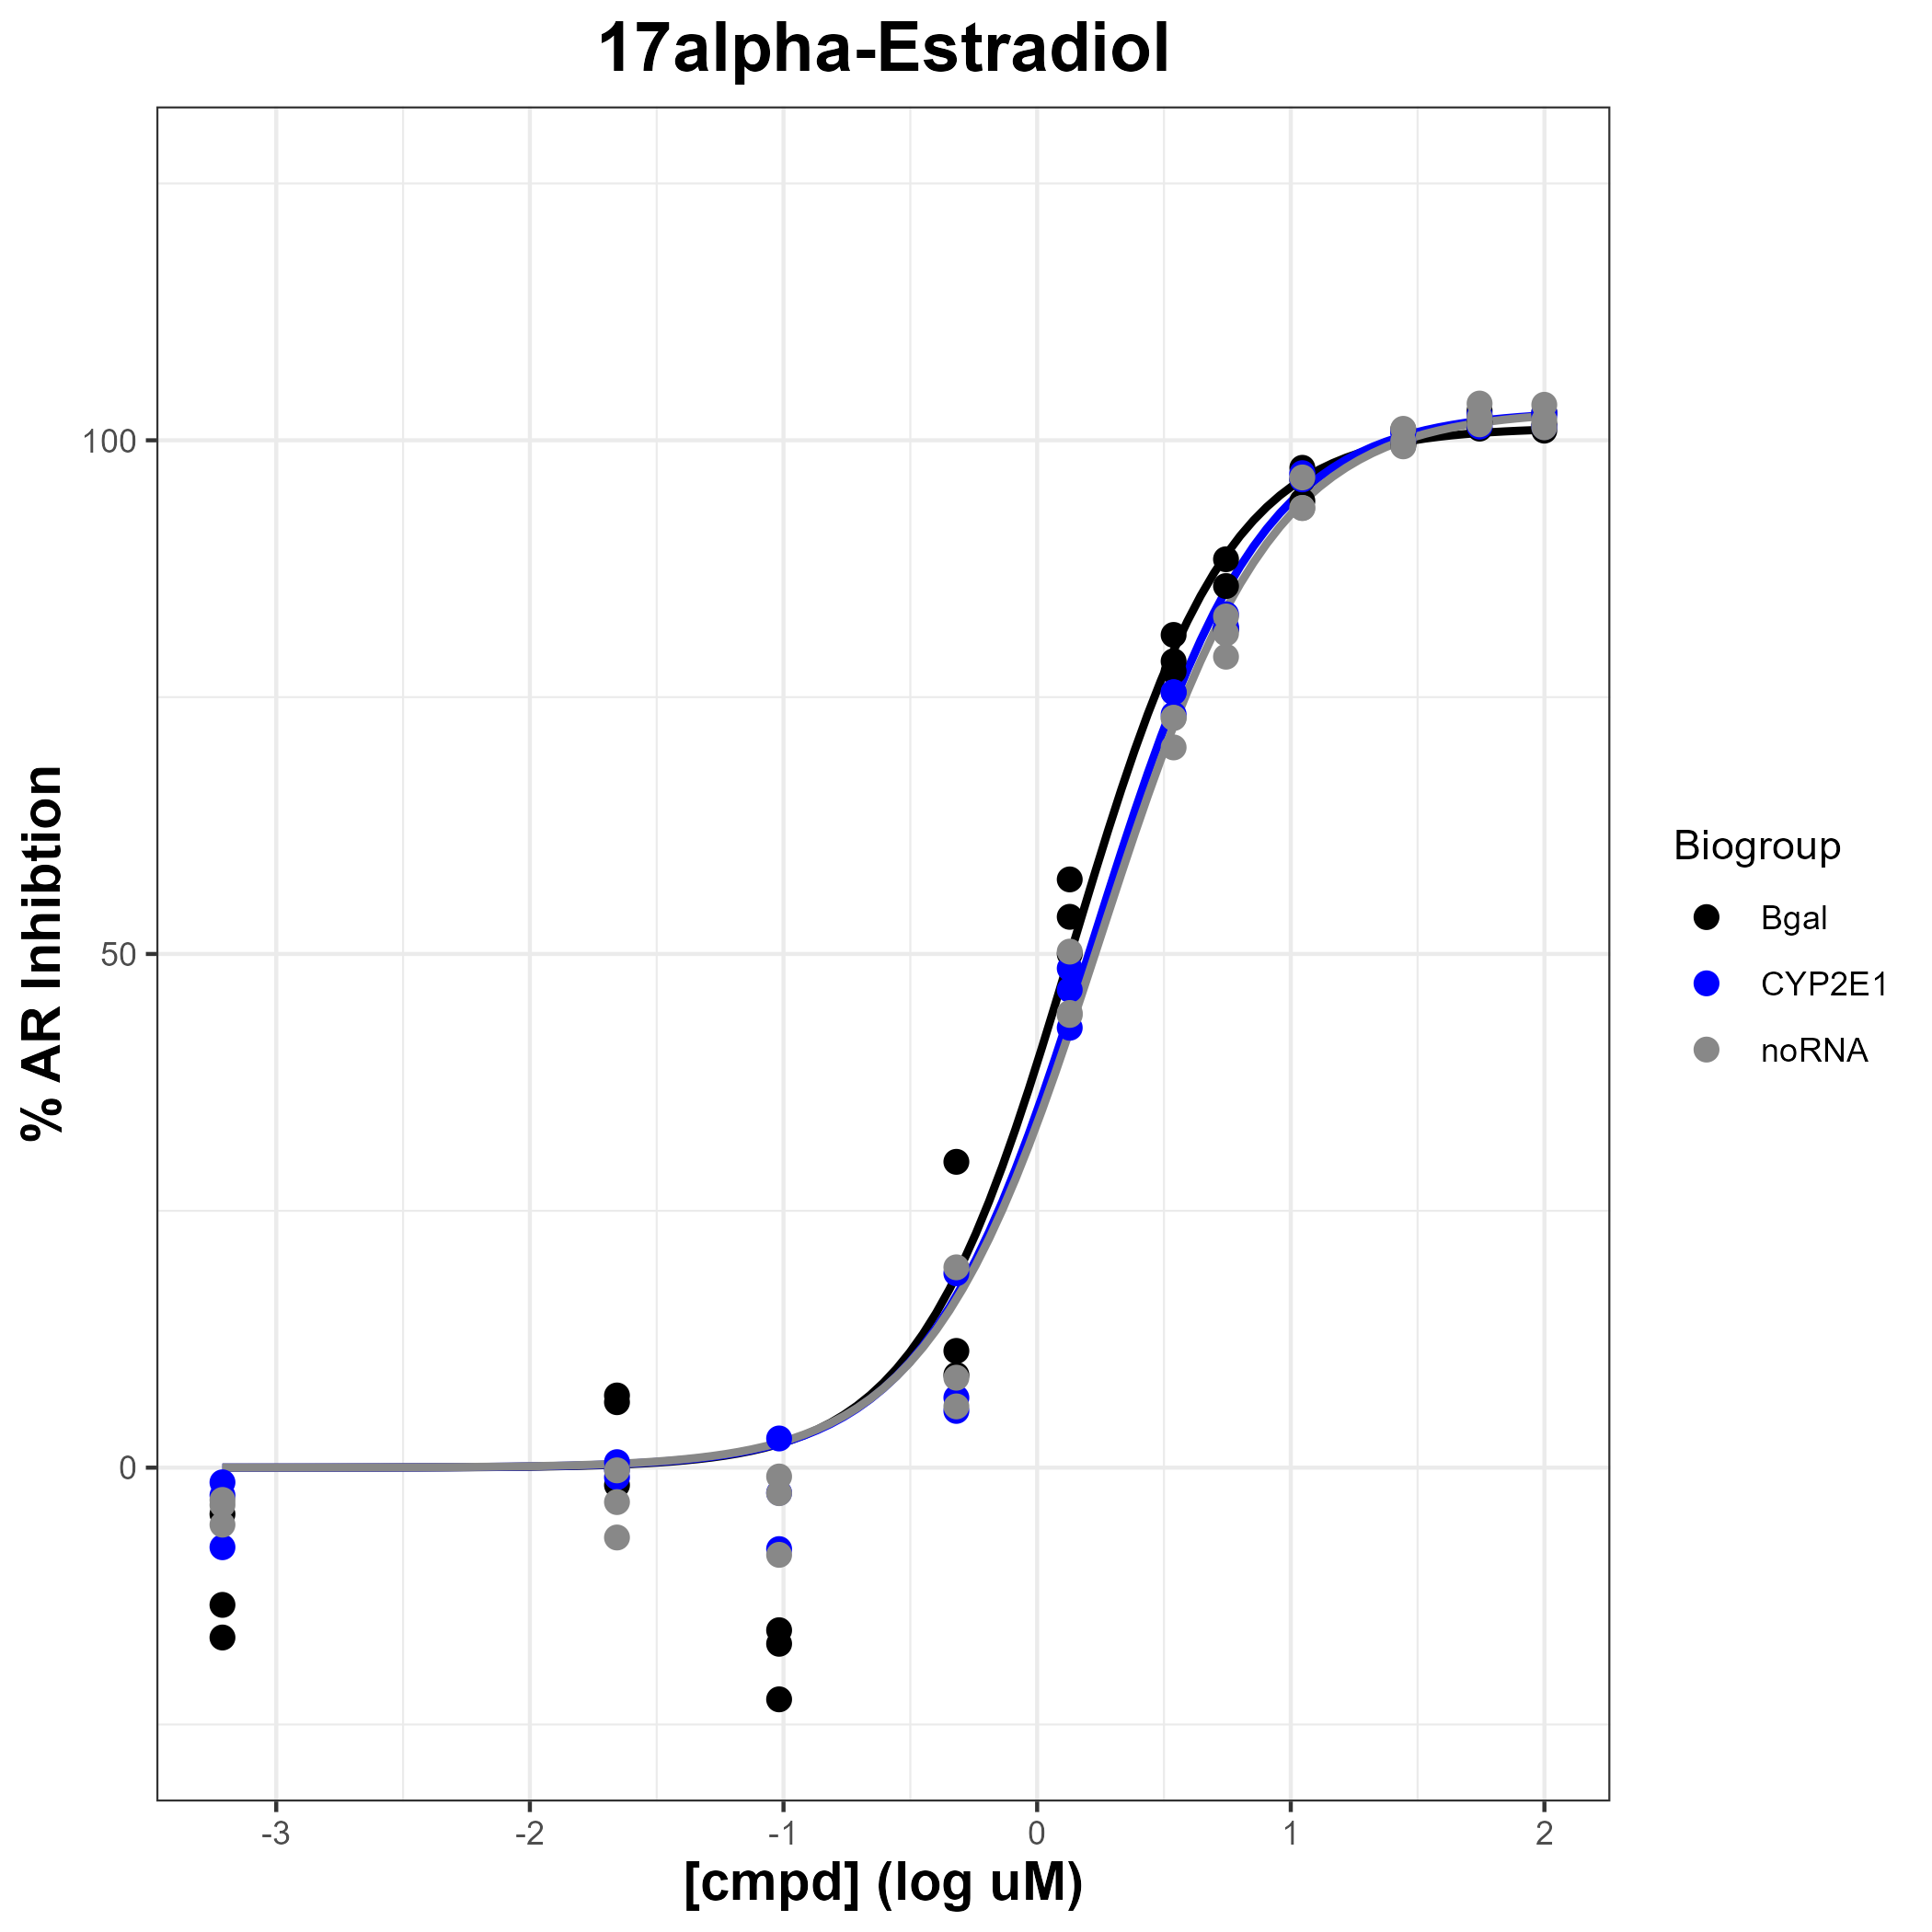 17alpha-Estradiol
% AR Inhibtion
100
50
0
-3
-2
-1
0
1
2
[cmpd] (log uM)
Biogroup
Bgal
CYP2E1
noRNA